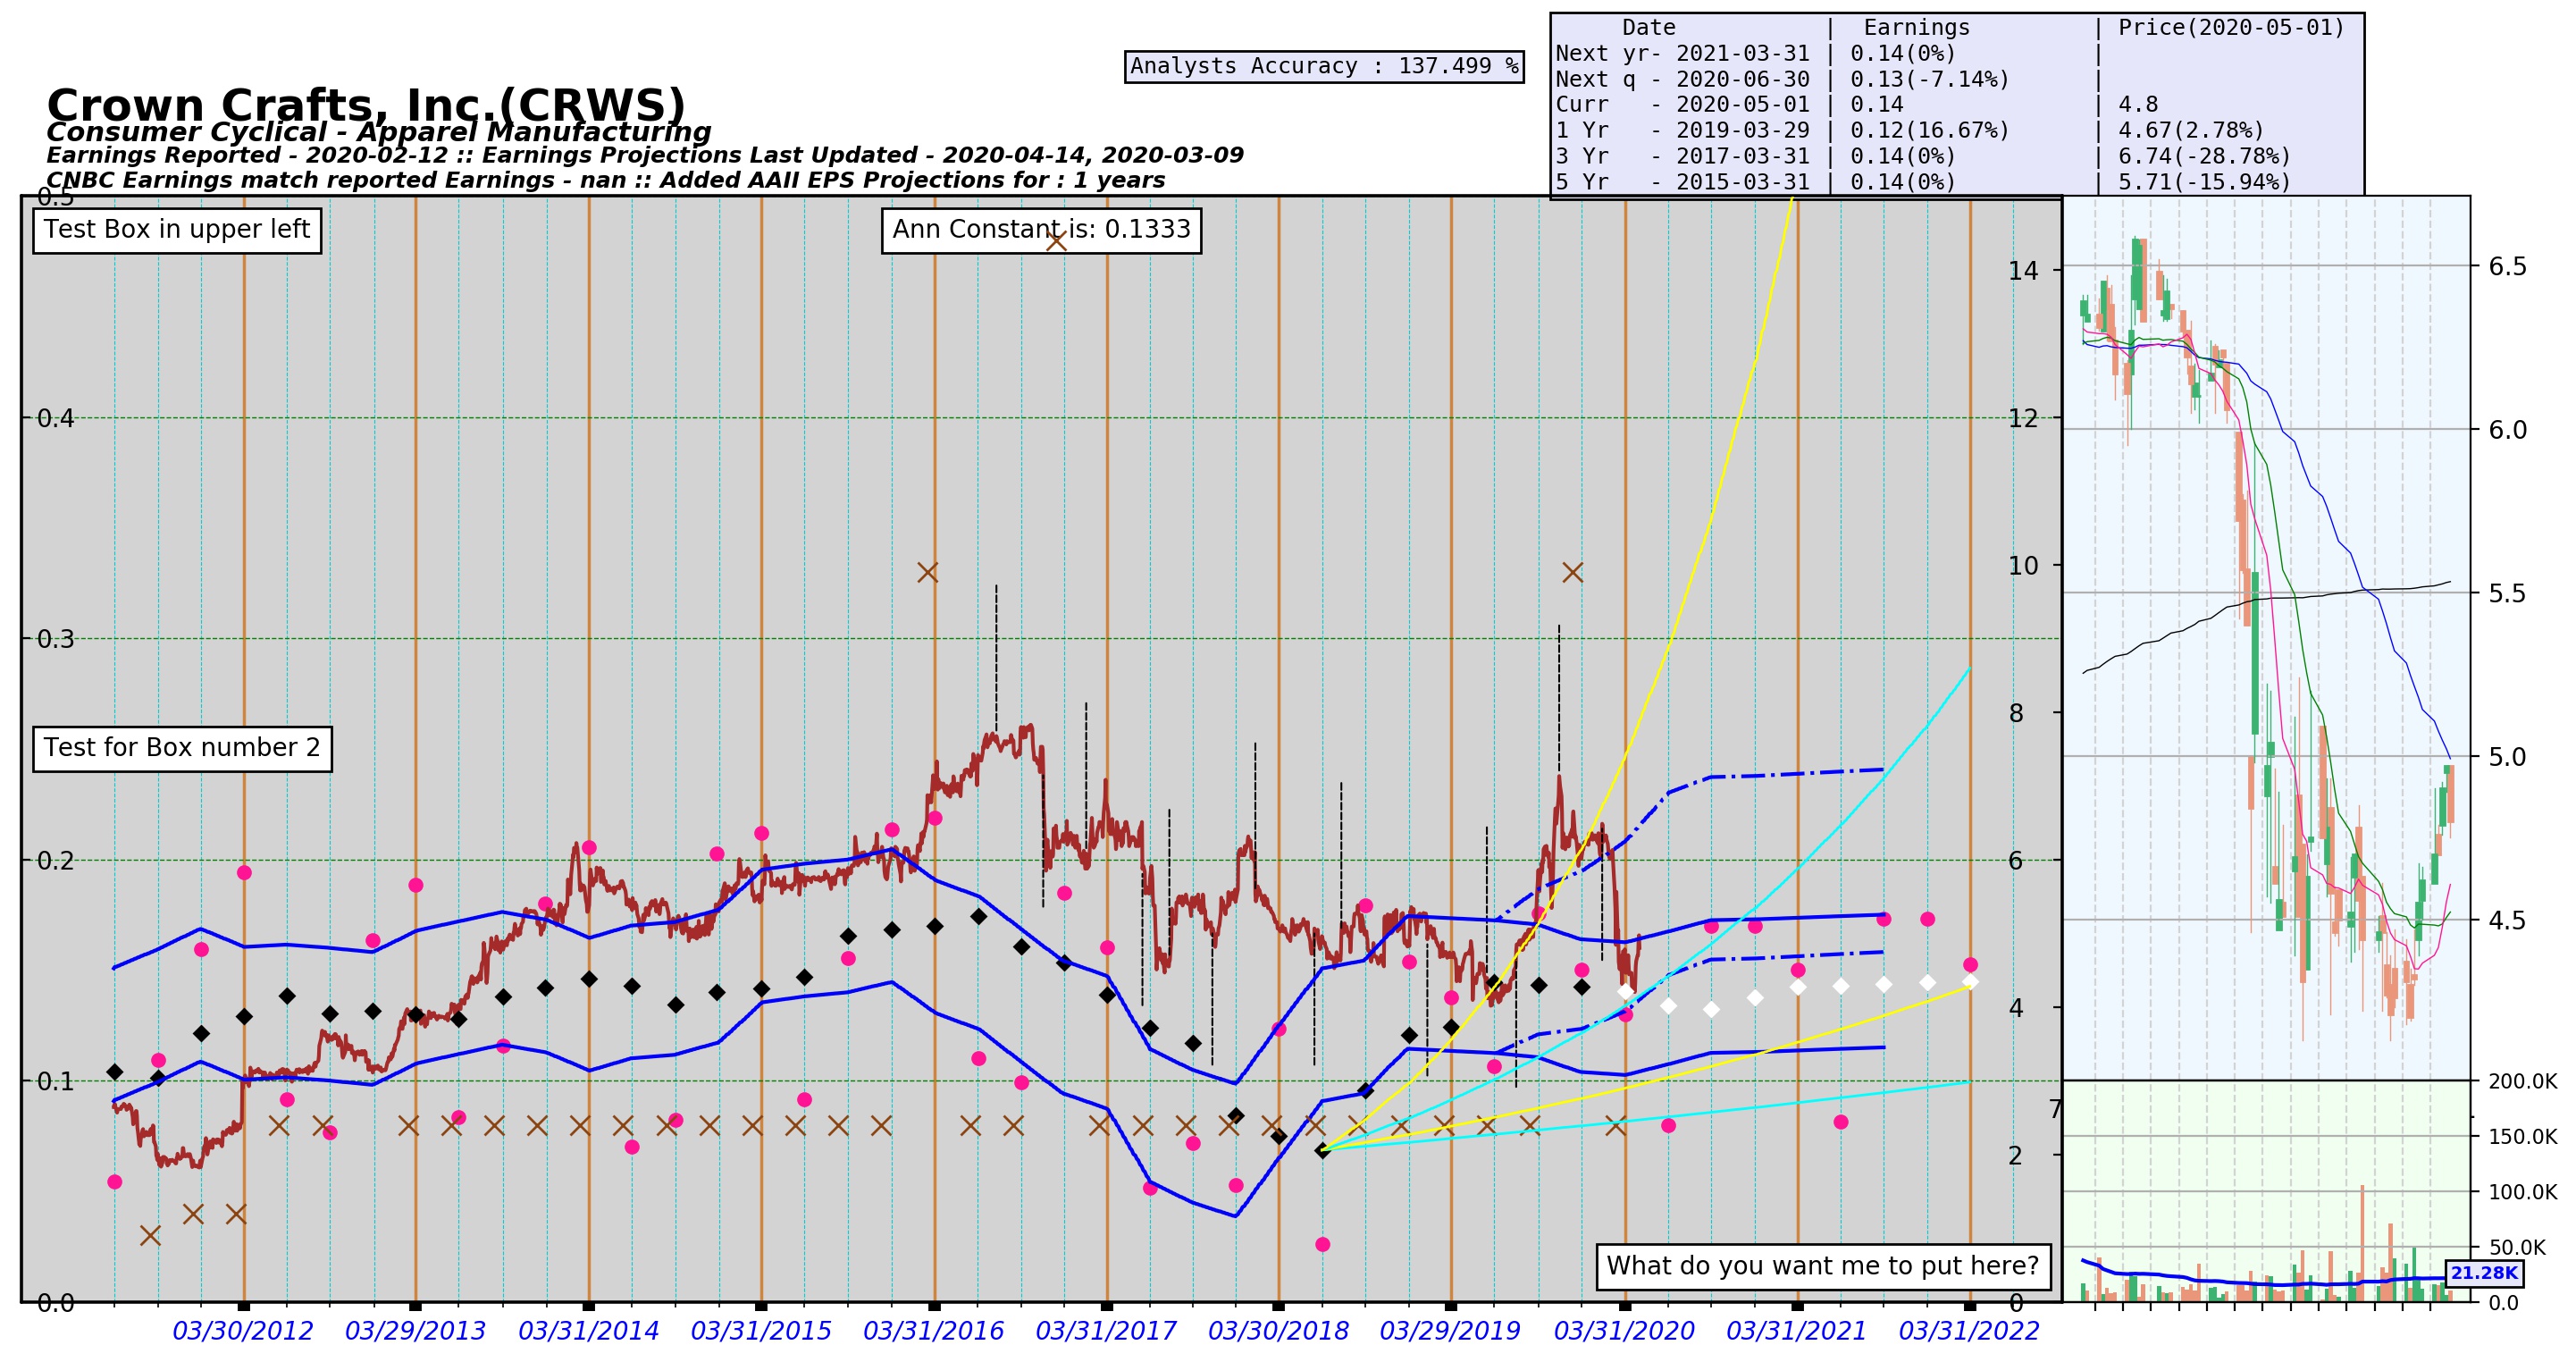 Date | Earnings | Price(2020-05-01)
Next yr- 2021-03-31 | 0.14(0%) |
Next q - 2020-06-30 | 0.13(-7.14%) |
Curr - 2020-05-01 | 0.14 | 4.8
1 Yr - 2019-03-29 | 0.12(16.67%) | 4.67(2.78%)
3 Yr - 2017-03-31 | 0.14(0%) | 6.74(-28.78%)
5 Yr - 2015-03-31 | 0.14(0%) | 5.71(-15.94%)
Analysts Accuracy : 137.499 %
Crown Crafts, Inc.(CRWS)
Consumer Cyclical - Apparel Manufacturing
Earnings Reported - 2020-02-12 :: Earnings Projections Last Updated - 2020-04-14, 2020-03-09
CNBC Earnings match reported Earnings - nan :: Added AAII EPS Projections for : 1 years
0.5
Test Box in upper left
Ann Constant is: 0.1333
0.4
0.3
Test for Box number 2
0.2
0.1
0.0
14
12
10
8
6
4
2
0
What do you want me to put here?
6.5
6.0
5.5
5.0
4.5
7
200.0K
150.0K
100.0K
50.0K
21.28K
0.0
03/30/2012 03/29/2013 03/31/2014 03/31/2015 03/31/2016 03/31/2017 03/30/2018 03/29/2019 03/31/2020 03/31/2021 03/31/2022